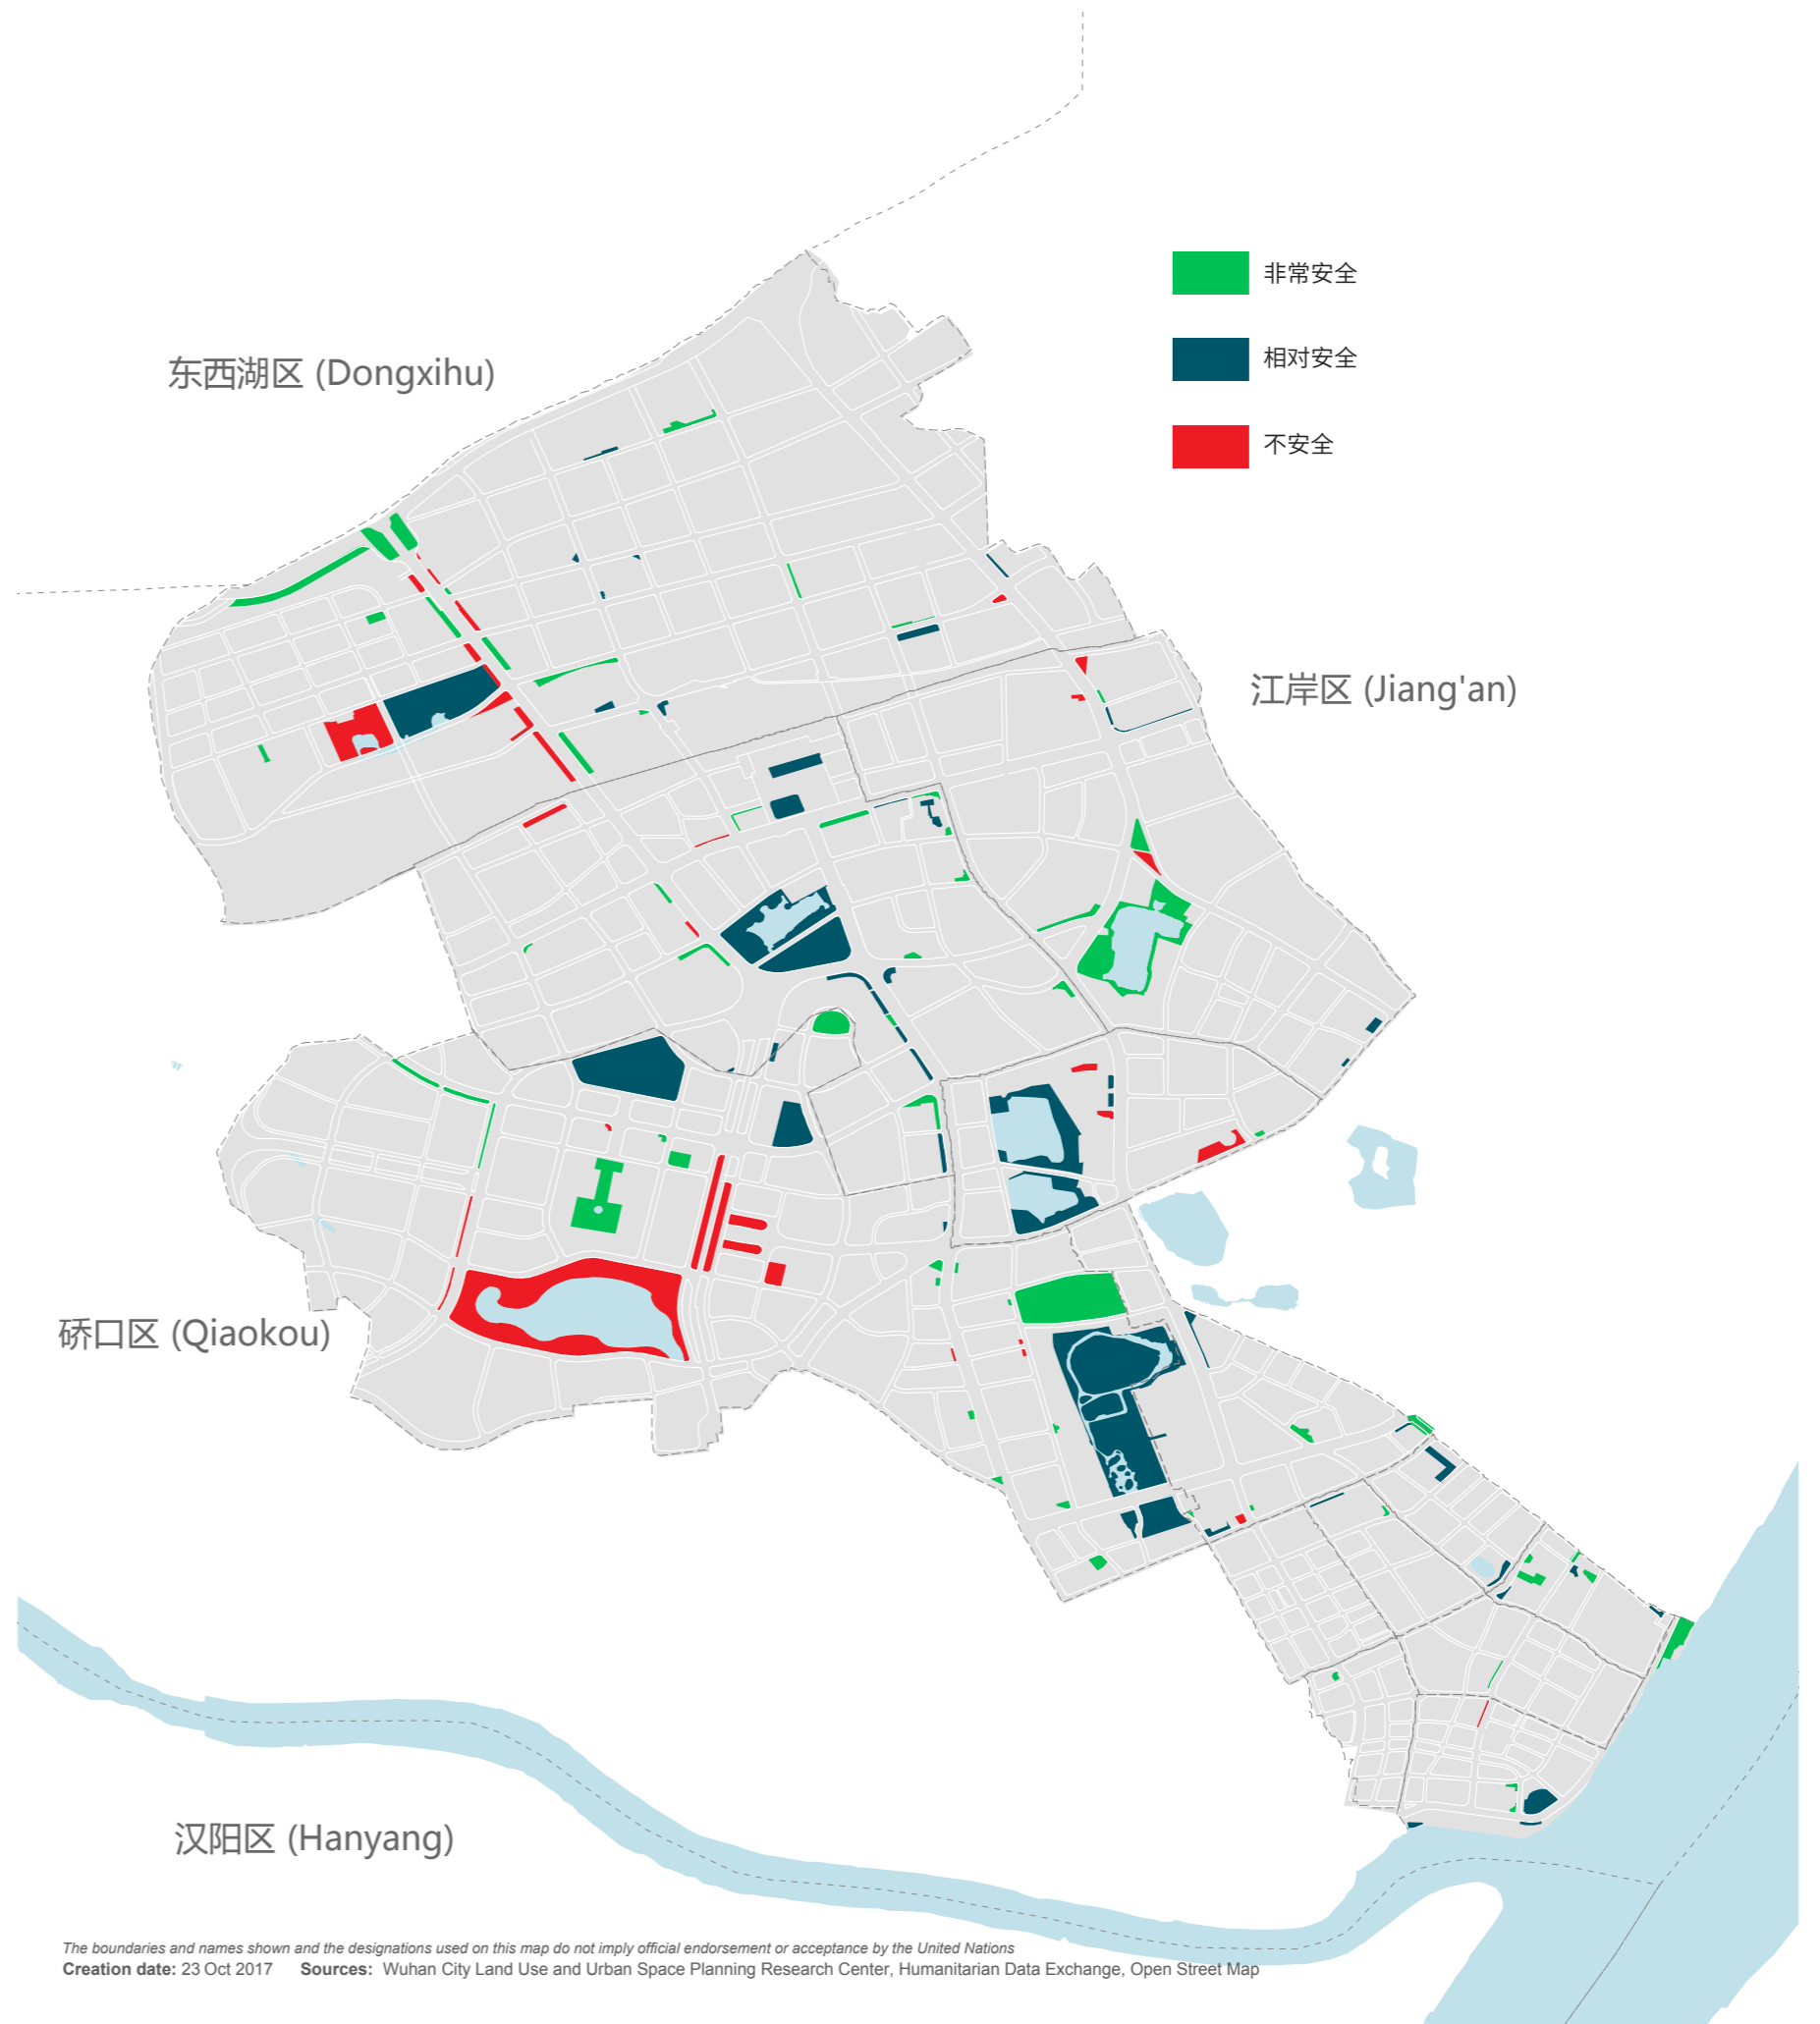 非常安全
相对安全
不安全
东西湖区 (Dongxihu)
江岸区 (Jiang'an)
硚口区 (Qiaokou)
汉阳区 (Hanyang)
The boundaries and names shown and the designations used on this map do not imply official endorsement or acceptance by the United Nations
Creation date: 23 Oct 2017 Sources: Wuhan City Land Use and Urban Space Planning Research Center, Humanitarian Data Exchange, Open Street Map